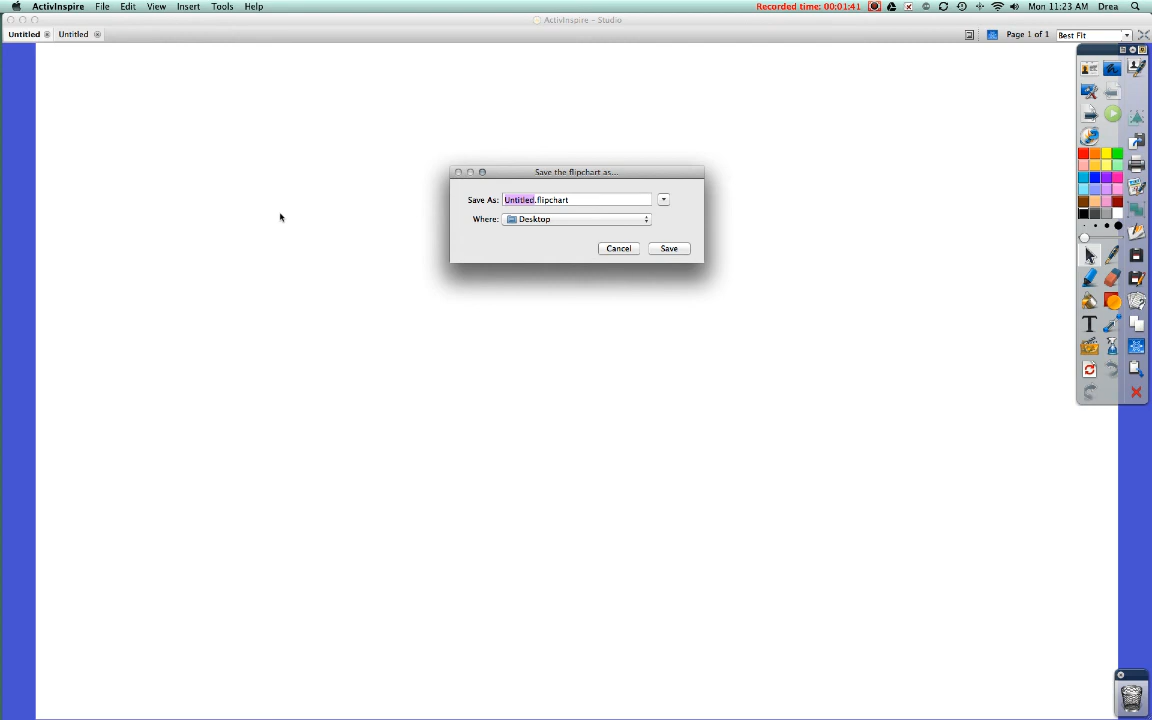 ActivInspire File Edit View Insert Tools Help Recorded time: 00:01:41 Mon 11:23 AM Drea
ActivInspire - Studio
Untitled Untitled Page 1 of 1 Best Fit
Save the flipchart as...
Save As: Untitled.flipchart
Where: Desktop
Cancel Save
T